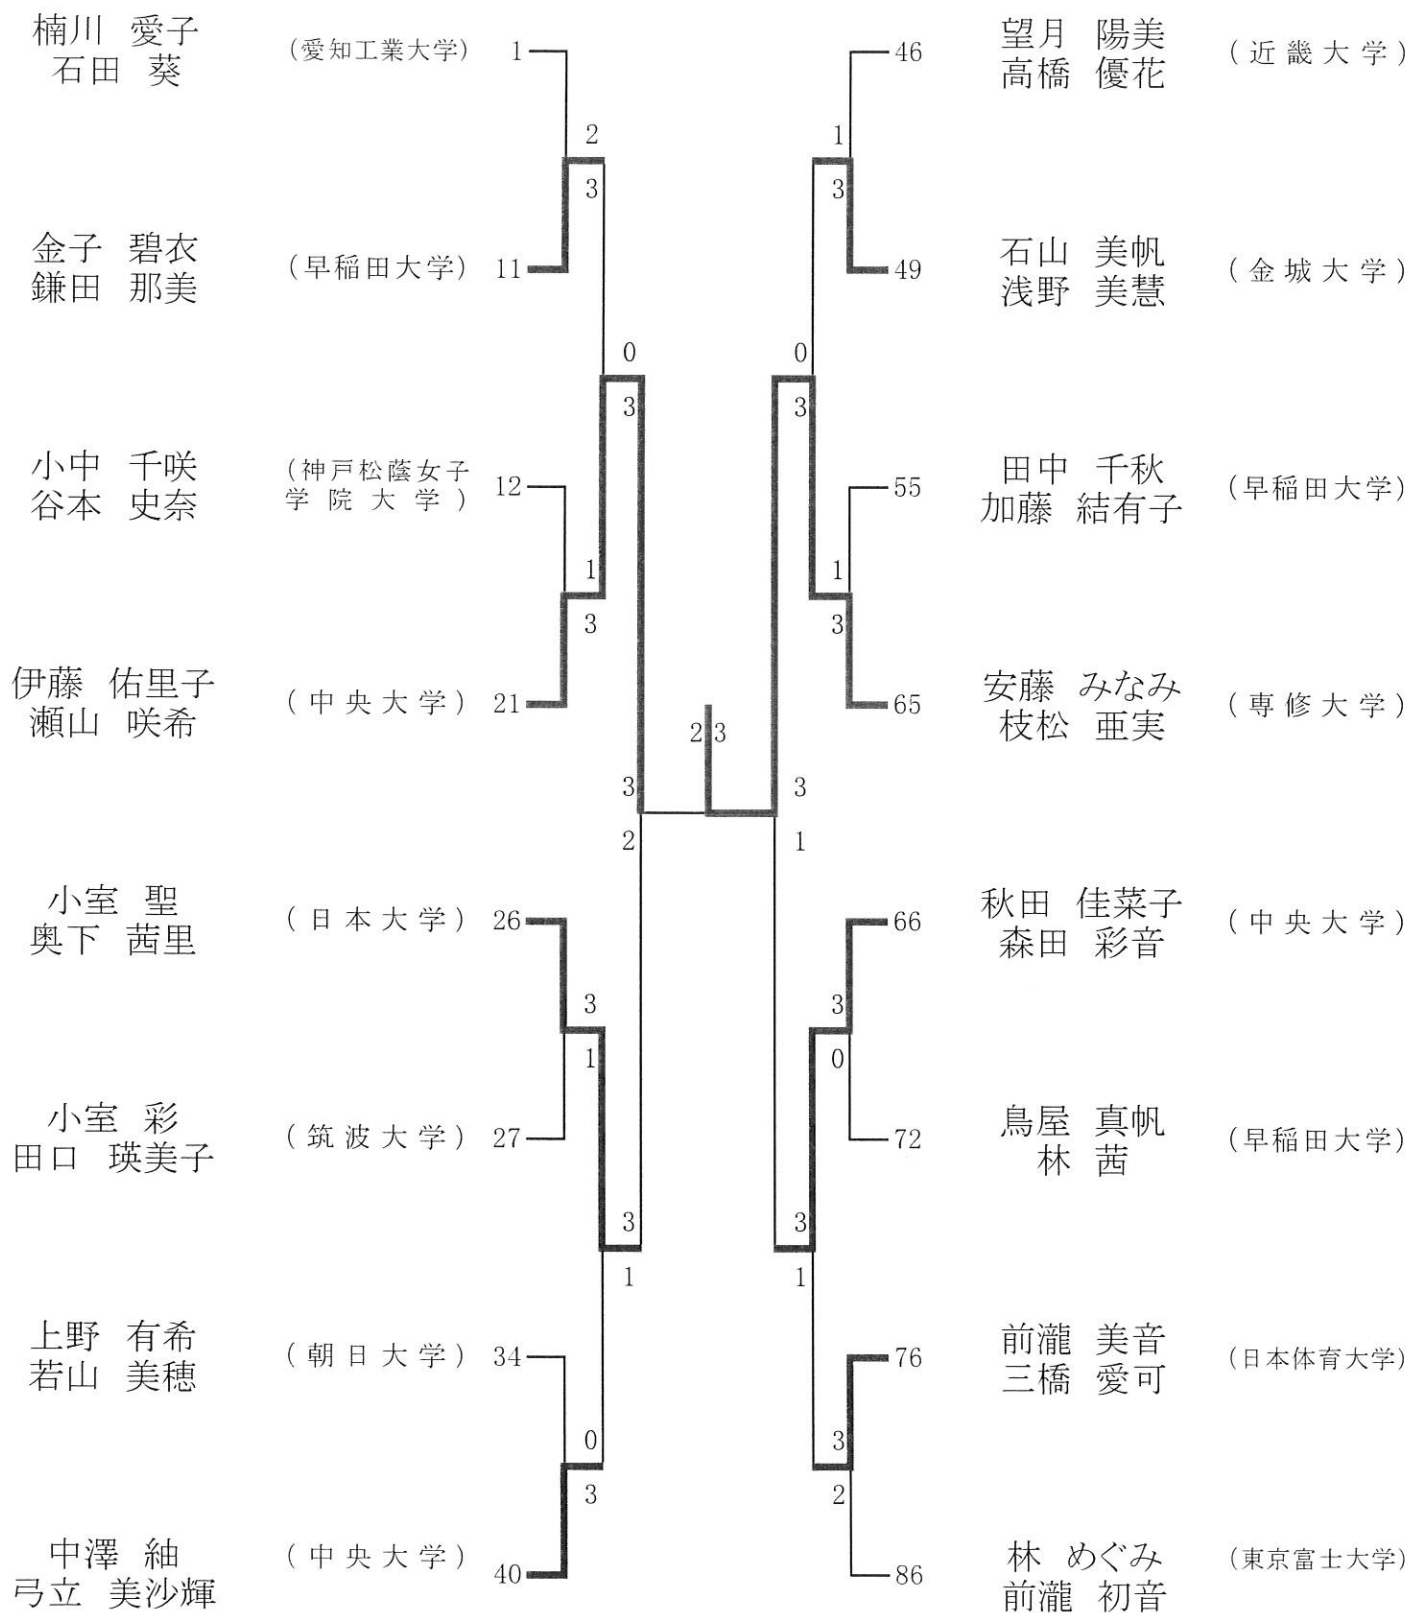 楠川 愛子
石田 葵
(愛知工業大学) 1
2
3
金子 碧衣
鎌田 那美
(早稲田大学) 11
0
3
小中 千咲
谷本 史奈
(神戸松蔭女子
学院大学) 12
1
3
伊藤 佑里子
瀬山 咲希
(中央大学) 21
3
2
小室 聖
奥下 茜里
(日本大学) 26
3
1
小室 彩
田口 瑛美子
(筑波大学) 27
3
1
上野 有希
若山 美穂
(朝日大学) 34
0
3
中澤 紬
弓立 美沙輝
(中央大学) 40
2 3
46 望月 陽美
高橋 優花
(近畿大学)
1
3
49 石山 美帆
浅野 美慧
(金城大学)
0
3
55 田中 千秋
加藤 結有子
(早稲田大学)
1
3
65 安藤 みなみ
枝松 亜実
(専修大学)
3
1
66 秋田 佳菜子
森田 彩音
(中央大学)
3
0
72 鳥屋 真帆
林 茜
(早稲田大学)
3
1
76 前瀧 美音
三橋 愛可
(日本体育大学)
3
2
86 林 めぐみ
前瀧 初音
(東京富士大学)